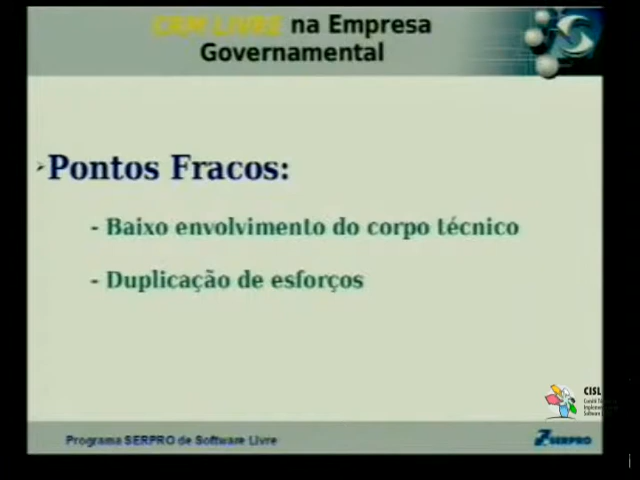 CRM LIVRE na Empresa
Governamental
Pontos Fracos:
- Baixo envolvimento do corpo técnico
- Duplicação de esforços
CISL
Programa SERPRO de Software Livre
SERPRO